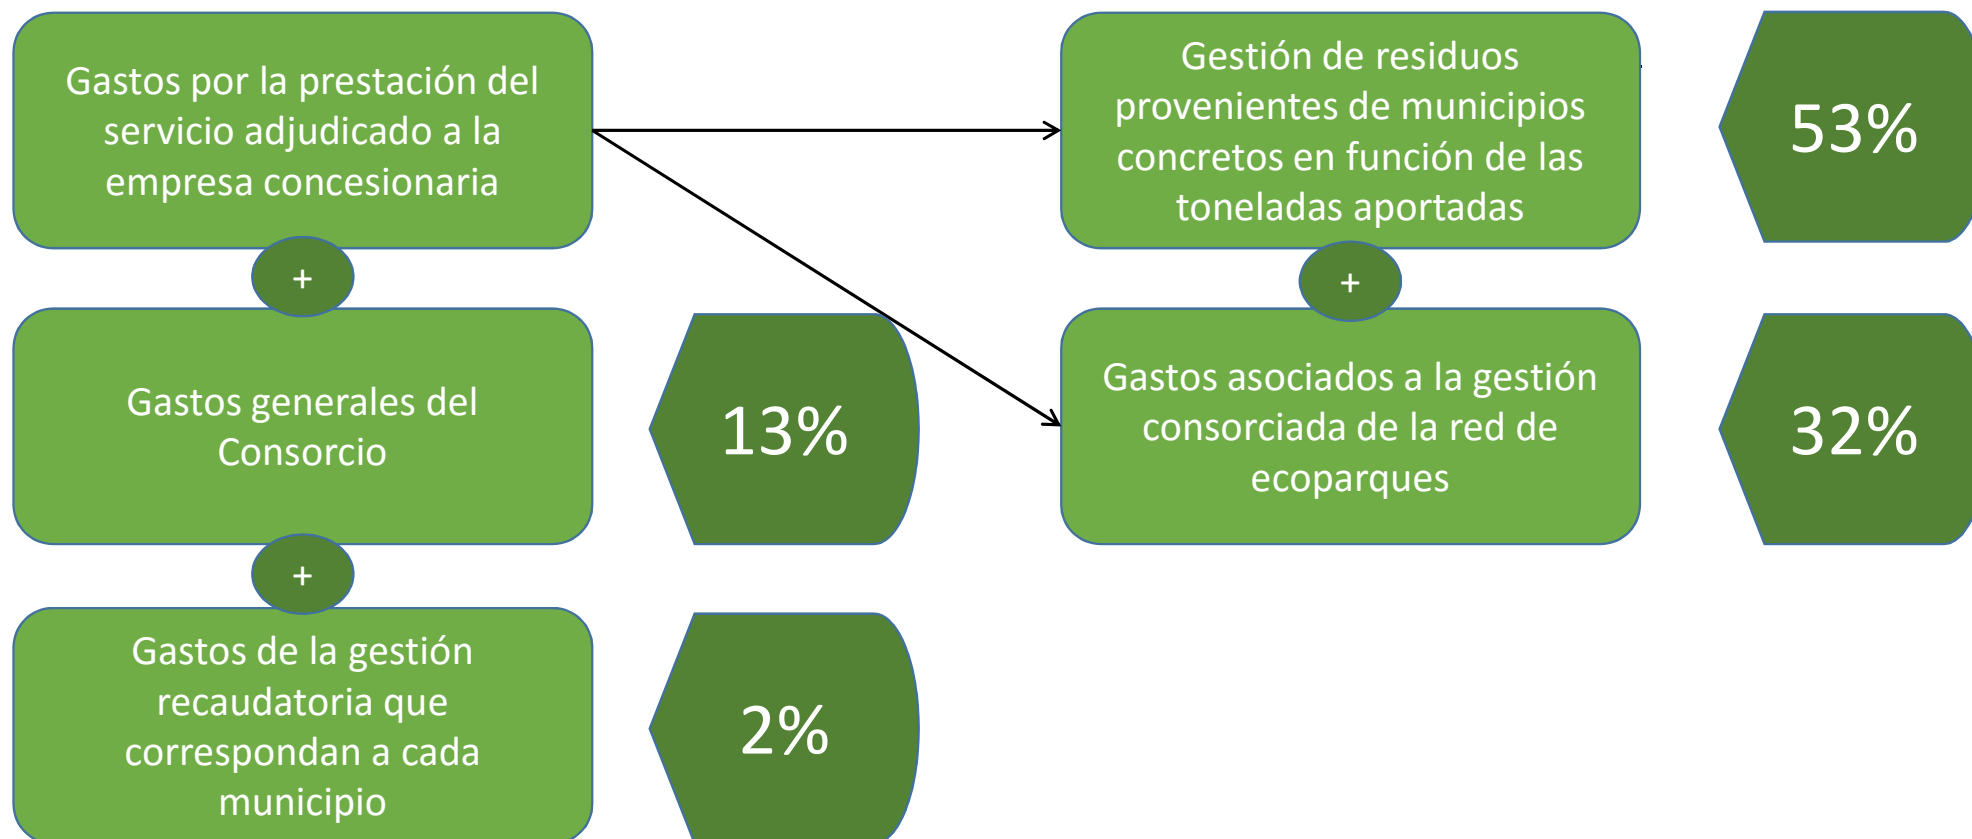 Gastos por la prestación del
servicio adjudicado a la
empresa concesionaria
+
Gastos generales del
Consorcio
13%
+
Gastos de la gestión
recaudatoria que
correspondan a cada
municipio
2%
Gestión de residuos
provenientes de municipios
concretos en función de las
toneladas aportadas
53%
+
Gastos asociados a la gestión
consorciada de la red de
ecoparques
32%